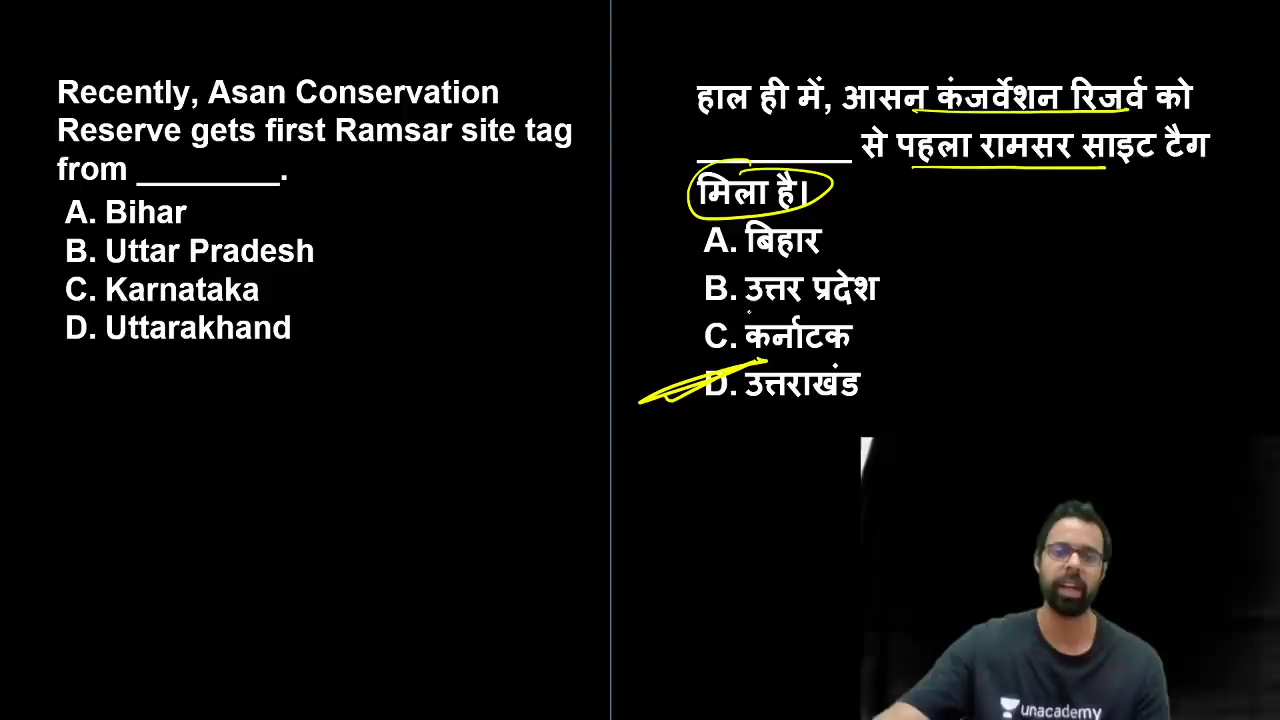 Recently, Asan Conservation
Reserve gets first Ramsar site tag
from ________.
A. Bihar
B. Uttar Pradesh
C. Karnataka
D. Uttarakhand
हाल ही में, आसन कंजर्वेशन रिजर्व को
________ से पहला रामसर साइट टैग
मिला है।
A. बिहार
B. उत्तर प्रदेश
C. कर्नाटक
D. उत्तराखंड
unacademy